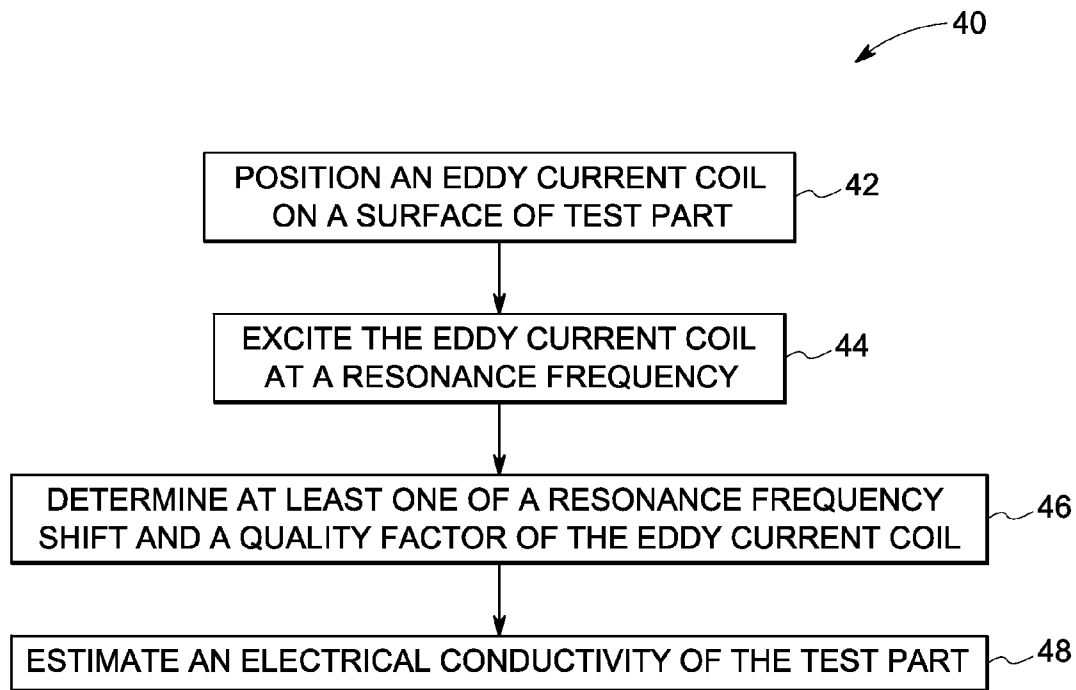 40
POSITION AN EDDY CURRENT COIL
ON A SURFACE OF TEST PART
42
EXCITE THE EDDY CURRENT COIL
AT A RESONANCE FREQUENCY
44
DETERMINE AT LEAST ONE OF A RESONANCE FREQUENCY
SHIFT AND A QUALITY FACTOR OF THE EDDY CURRENT COIL
46
ESTIMATE AN ELECTRICAL CONDUCTIVITY OF THE TEST PART
48